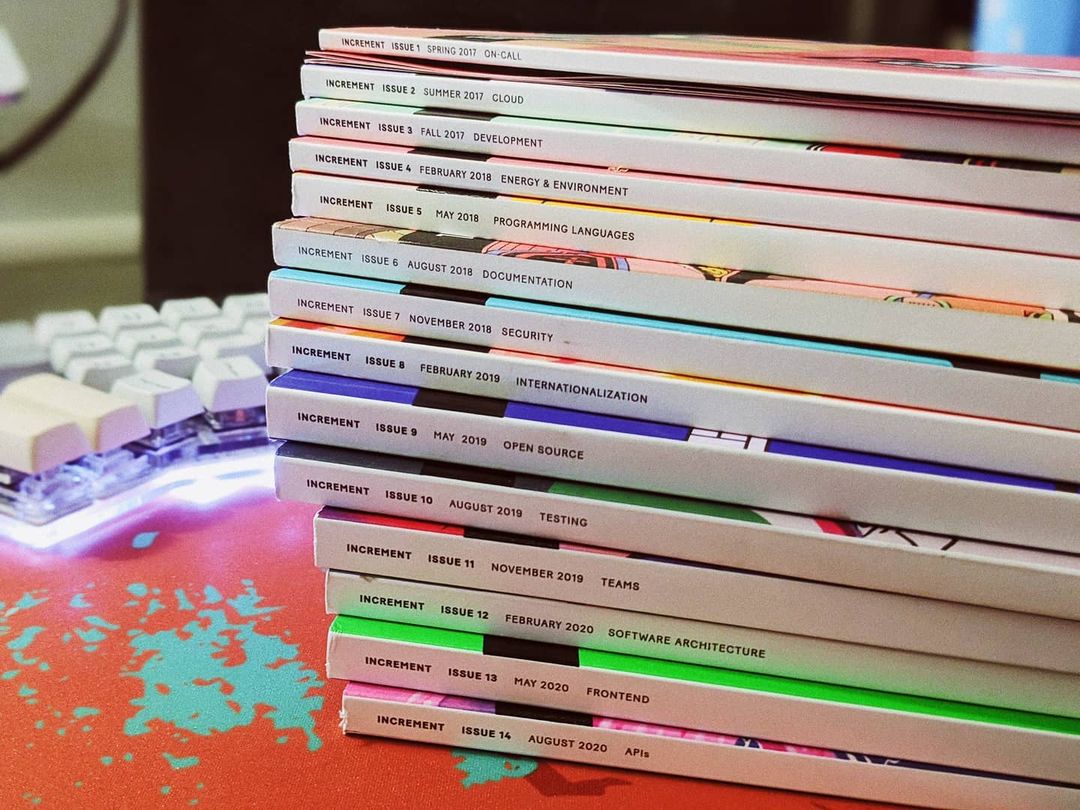 INCREMENT ISSUE 1 SPRING 2017 ON-CALL
INCREMENT ISSUE 2 SUMMER 2017 CLOUD
INCREMENT ISSUE 3 FALL 2017 DEVELOPMENT
INCREMENT ISSUE 4 FEBRUARY 2018 ENERGY & ENVIRONMENT
INCREMENT ISSUE 5 MAY 2018 PROGRAMMING LANGUAGES
INCREMENT ISSUE 6 AUGUST 2018 DOCUMENTATION
INCREMENT ISSUE 7 NOVEMBER 2018 SECURITY
INCREMENT ISSUE 8 FEBRUARY 2019 INTERNATIONALIZATION
INCREMENT ISSUE 9 MAY 2019 OPEN SOURCE
INCREMENT ISSUE 10 AUGUST 2019 TESTING
INCREMENT ISSUE 11 NOVEMBER 2019 TEAMS
INCREMENT ISSUE 12 FEBRUARY 2020 SOFTWARE ARCHITECTURE
INCREMENT ISSUE 13 MAY 2020 FRONTEND
INCREMENT ISSUE 14 AUGUST 2020 APIs